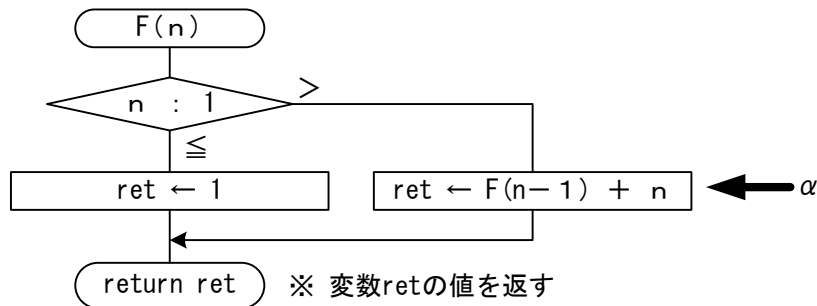 F(n)
n : 1
>
≦
ret ← 1
ret ← F(n－1) ＋ n
α
return ret
※ 変数retの値を返す